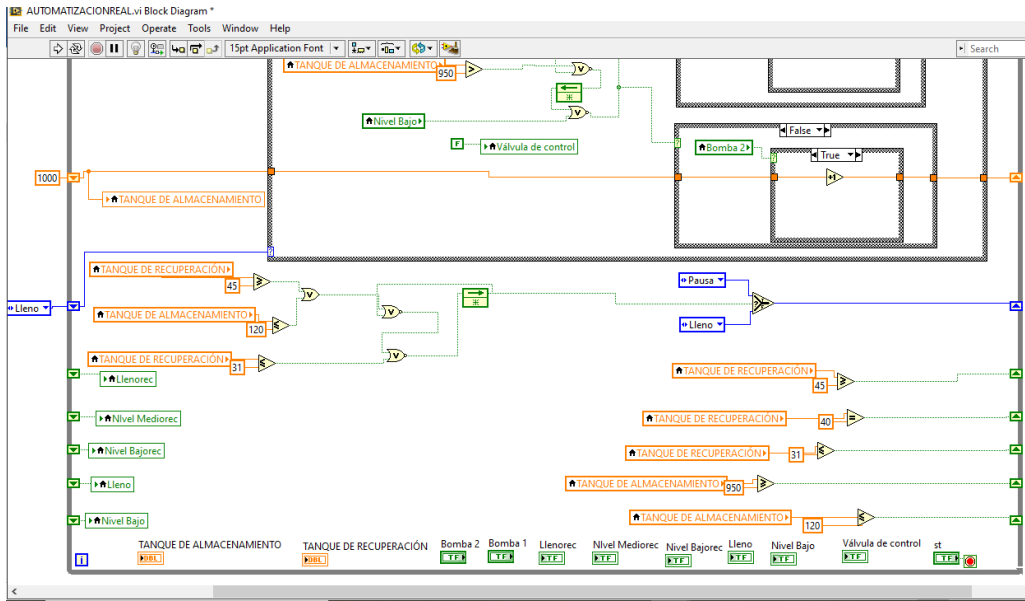 AUTOMATIZACIONREAL.vi Block Diagram *
File Edit View Project Operate Tools Window Help
15pt Application Font
Search
TANQUE DE ALMACENAMIENTO
950
Nivel Bajo
F
Válvula de control
False
Bomba 2
True
+1
1000
TANQUE DE ALMACENAMIENTO
TANQUE DE RECUPERACIÓN
45
Pausa
Lleno
TANQUE DE ALMACENAMIENTO
120
Lleno
TANQUE DE RECUPERACIÓN
31
Llenorec
TANQUE DE RECUPERACIÓN
45
NIvel Mediorec
TANQUE DE RECUPERACIÓN
40
Nivel Bajorec
TANQUE DE RECUPERACIÓN
31
Lleno
TANQUE DE ALMACENAMIENTO
950
Nivel Bajo
TANQUE DE ALMACENAMIENTO
120
i
TANQUE DE ALMACENAMIENTO
DBL
TANQUE DE RECUPERACIÓN
DBL
Bomba 2
TF
Bomba 1
TF
Llenorec
TF
NIvel Mediorec
TF
Nivel Bajorec
TF
Lleno
TF
Nivel Bajo
TF
Válvula de control
TF
st
TF